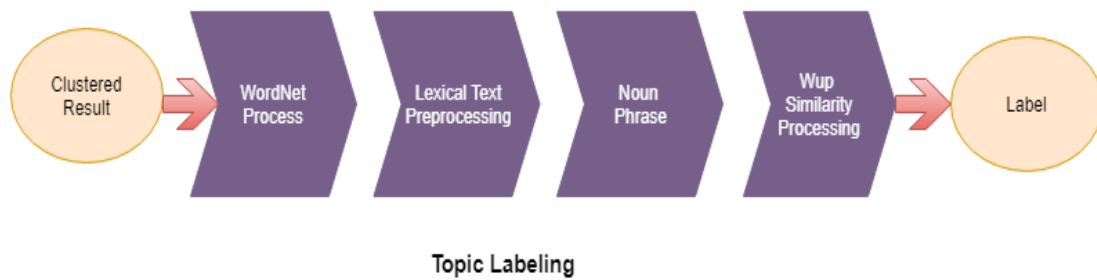 Clustered
Result
WordNet
Process
Lexical Text
Preprocessing
Noun
Phrase
Wup
Similarity
Processing
Label
Topic Labeling